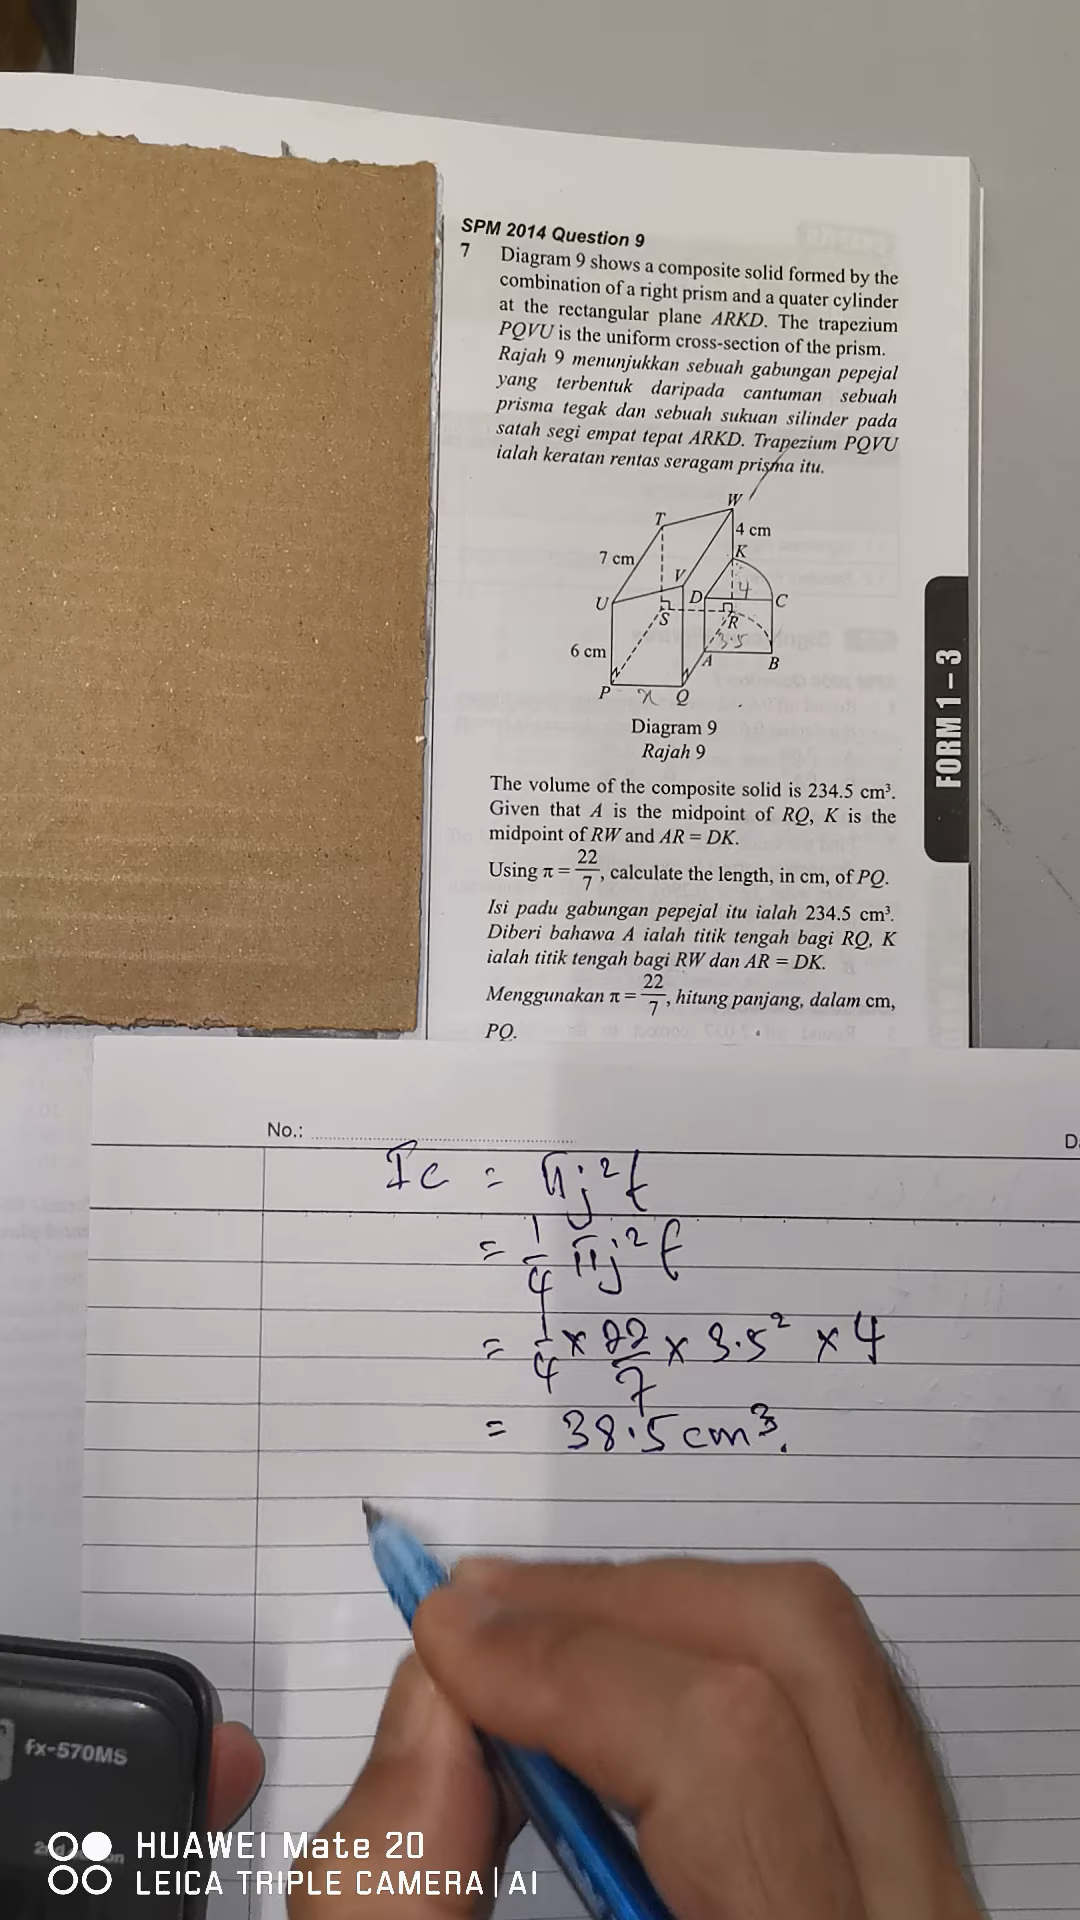 SPM 2014 Question 9
7 Diagram 9 shows a composite solid formed by the
combination of a right prism and a quater cylinder
at the rectangular plane ARKD. The trapezium
PQVU is the uniform cross-section of the prism.
Rajah 9 menunjukkan sebuah gabungan pepejal
yang terbentuk daripada cantuman sebuah
prisma tegak dan sebuah sukuan silinder pada
satah segi empat tepat ARKD. Trapezium PQVU
ialah keratan rentas seragam prisma itu.
W
T
4 cm
K
7 cm
V
D
4
C
U
S
R
3.5
6 cm
A
B
P
x
Q
Diagram 9
Rajah 9
The volume of the composite solid is 234.5 cm³.
Given that A is the midpoint of RQ, K is the
midpoint of RW and AR = DK.
Using π = 22/7, calculate the length, in cm, of PQ.
Isi padu gabungan pepejal itu ialah 234.5 cm³.
Diberi bahawa A ialah titik tengah bagi RQ, K
ialah titik tengah bagi RW dan AR = DK.
Menggunakan π = 22/7, hitung panjang, dalam cm,
PQ.
FORM 1 – 3
No.:
D
Ic = πj²t
= 1/4 πj²t
= 1/4 × 22/7 × 3.5² × 4
= 38.5 cm³.
fx-570MS
HUAWEI Mate 20
LEICA TRIPLE CAMERA | AI